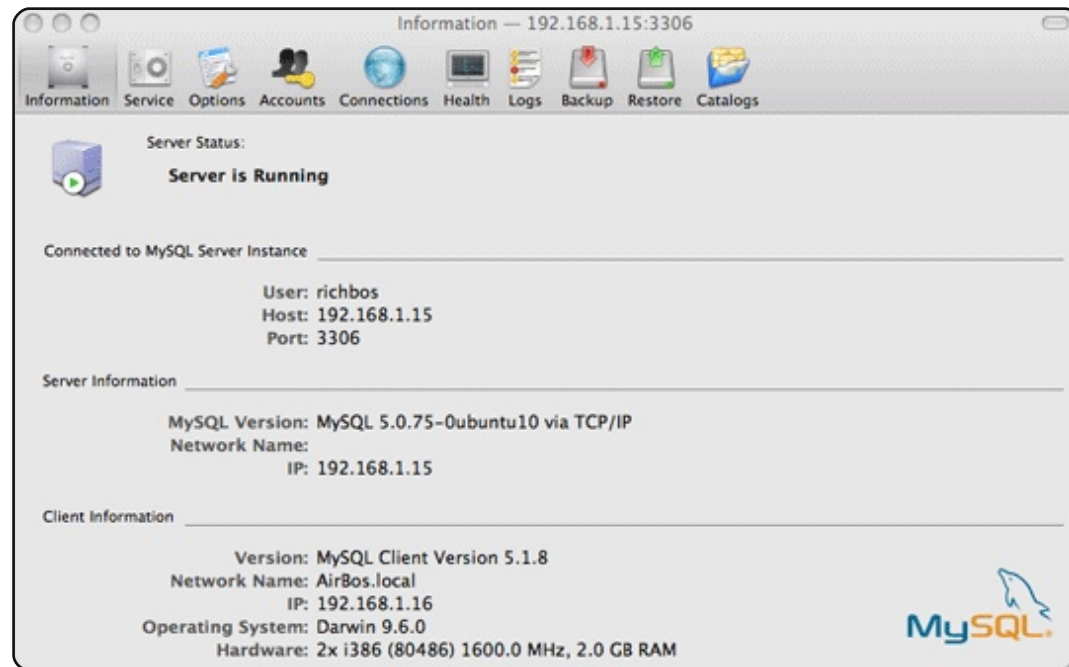 Information — 192.168.1.15:3306
Information Service Options Accounts Connections Health Logs Backup Restore Catalogs
Server Status:
Server is Running
Connected to MySQL Server Instance
User: richbos
Host: 192.168.1.15
Port: 3306
Server Information
MySQL Version: MySQL 5.0.75-0ubuntu10 via TCP/IP
Network Name:
IP: 192.168.1.15
Client Information
Version: MySQL Client Version 5.1.8
Network Name: AirBos.local
IP: 192.168.1.16
Operating System: Darwin 9.6.0
Hardware: 2x i386 (80486) 1600.0 MHz, 2.0 GB RAM
MySQL